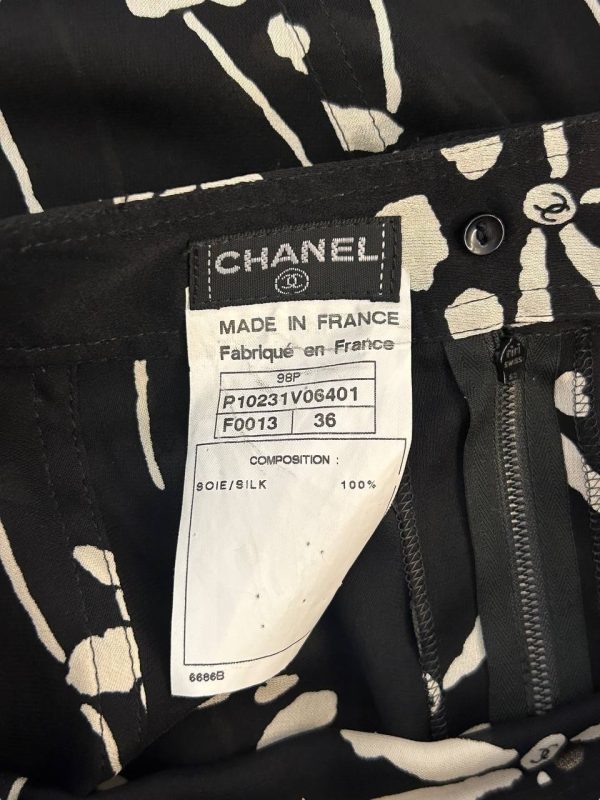 CHANEL
MADE IN FRANCE
Fabriqué en France
98P
P10231V06401
F0013 36
COMPOSITION :
SOIE/SILK 100%
6686B